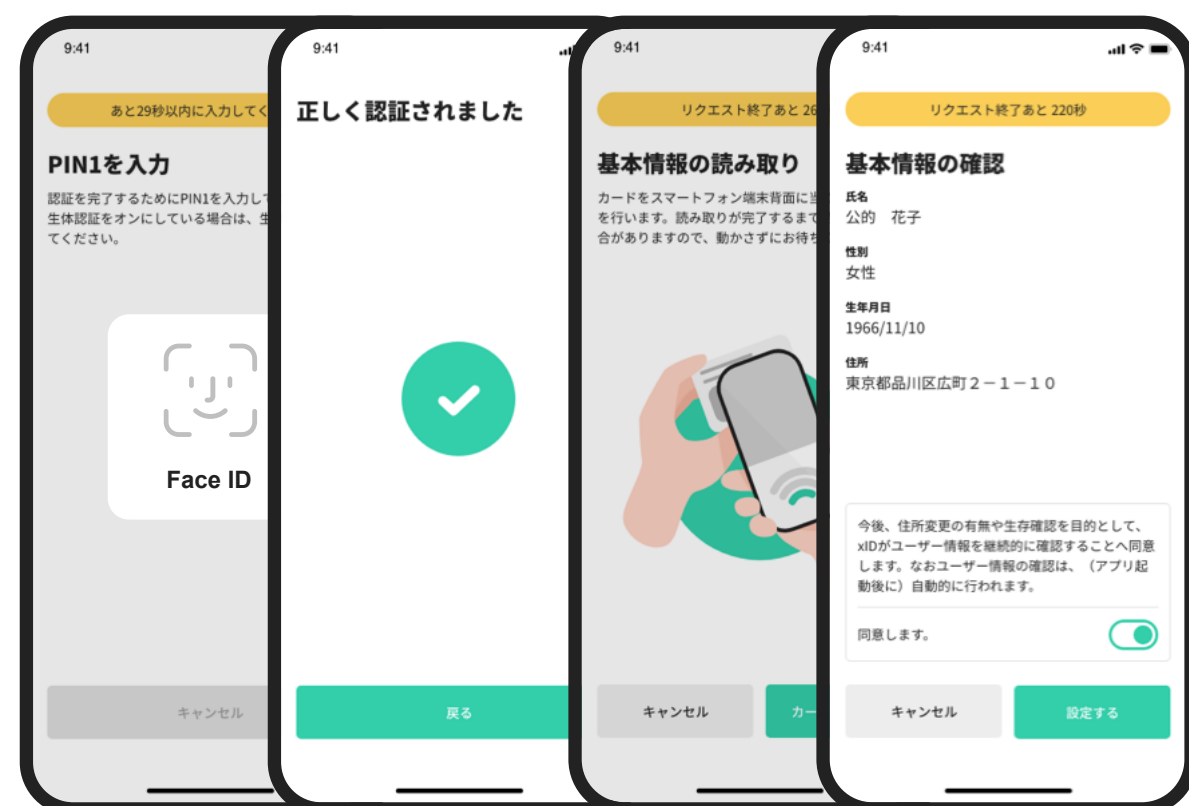 9:41
あと29秒以内に入力してく
PIN1を入力
認証を完了するためにPIN1を入力して
生体認証をオンにしている場合は、生
てください。
Face ID
キャンセル
9:41
正しく認証されました
戻る
9:41
リクエスト終了あと 26
基本情報の読み取り
カードをスマートフォン端末背面に当
を行います。読み取りが完了するまで
合がありますので、動かさずにお待ち
キャンセル
カー
9:41
リクエスト終了あと 220秒
基本情報の確認
氏名
公的　花子
性別
女性
生年月日
1966/11/10
住所
東京都品川区広町２－１－１０
今後、住所変更の有無や生存確認を目的として、
xIDがユーザー情報を継続的に確認することへ同意
します。なおユーザー情報の確認は、（アプリ起
動後に）自動的に行われます。
同意します。
キャンセル
設定する